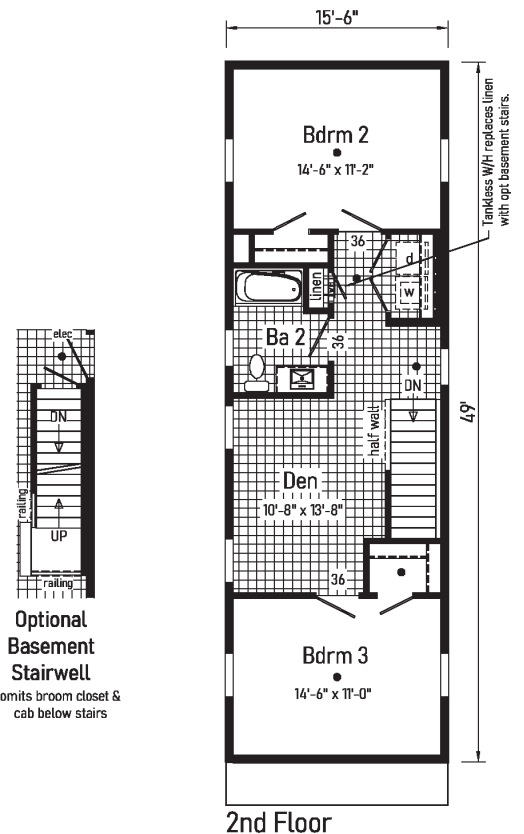 15'-6"
Bdrm 2
14'-6" x 11'-2"
Tankless W/H replaces linen
with opt basement stairs.
36
d
w
linen
Ba 2
36
DN
49'
half wall
Den
10'-8" x 13'-8"
36
Bdrm 3
14'-6" x 11'-0"
2nd Floor
elec
DN
railing
UP
railing
Optional
Basement
Stairwell
omits broom closet &
cab below stairs